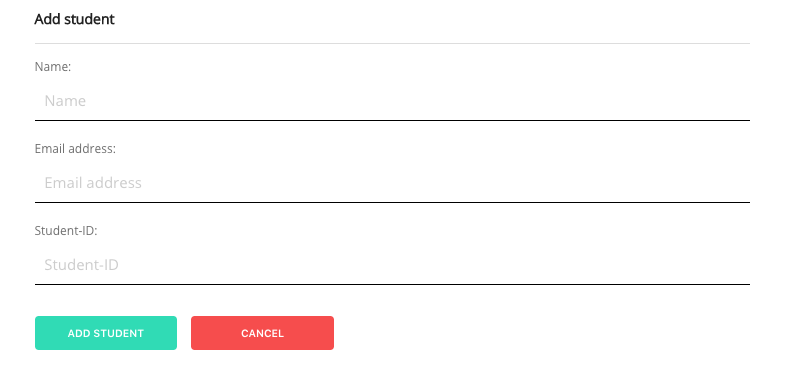 Add student
Name:
Name
Email address:
Email address
Student-ID:
Student-ID
ADD STUDENT CANCEL